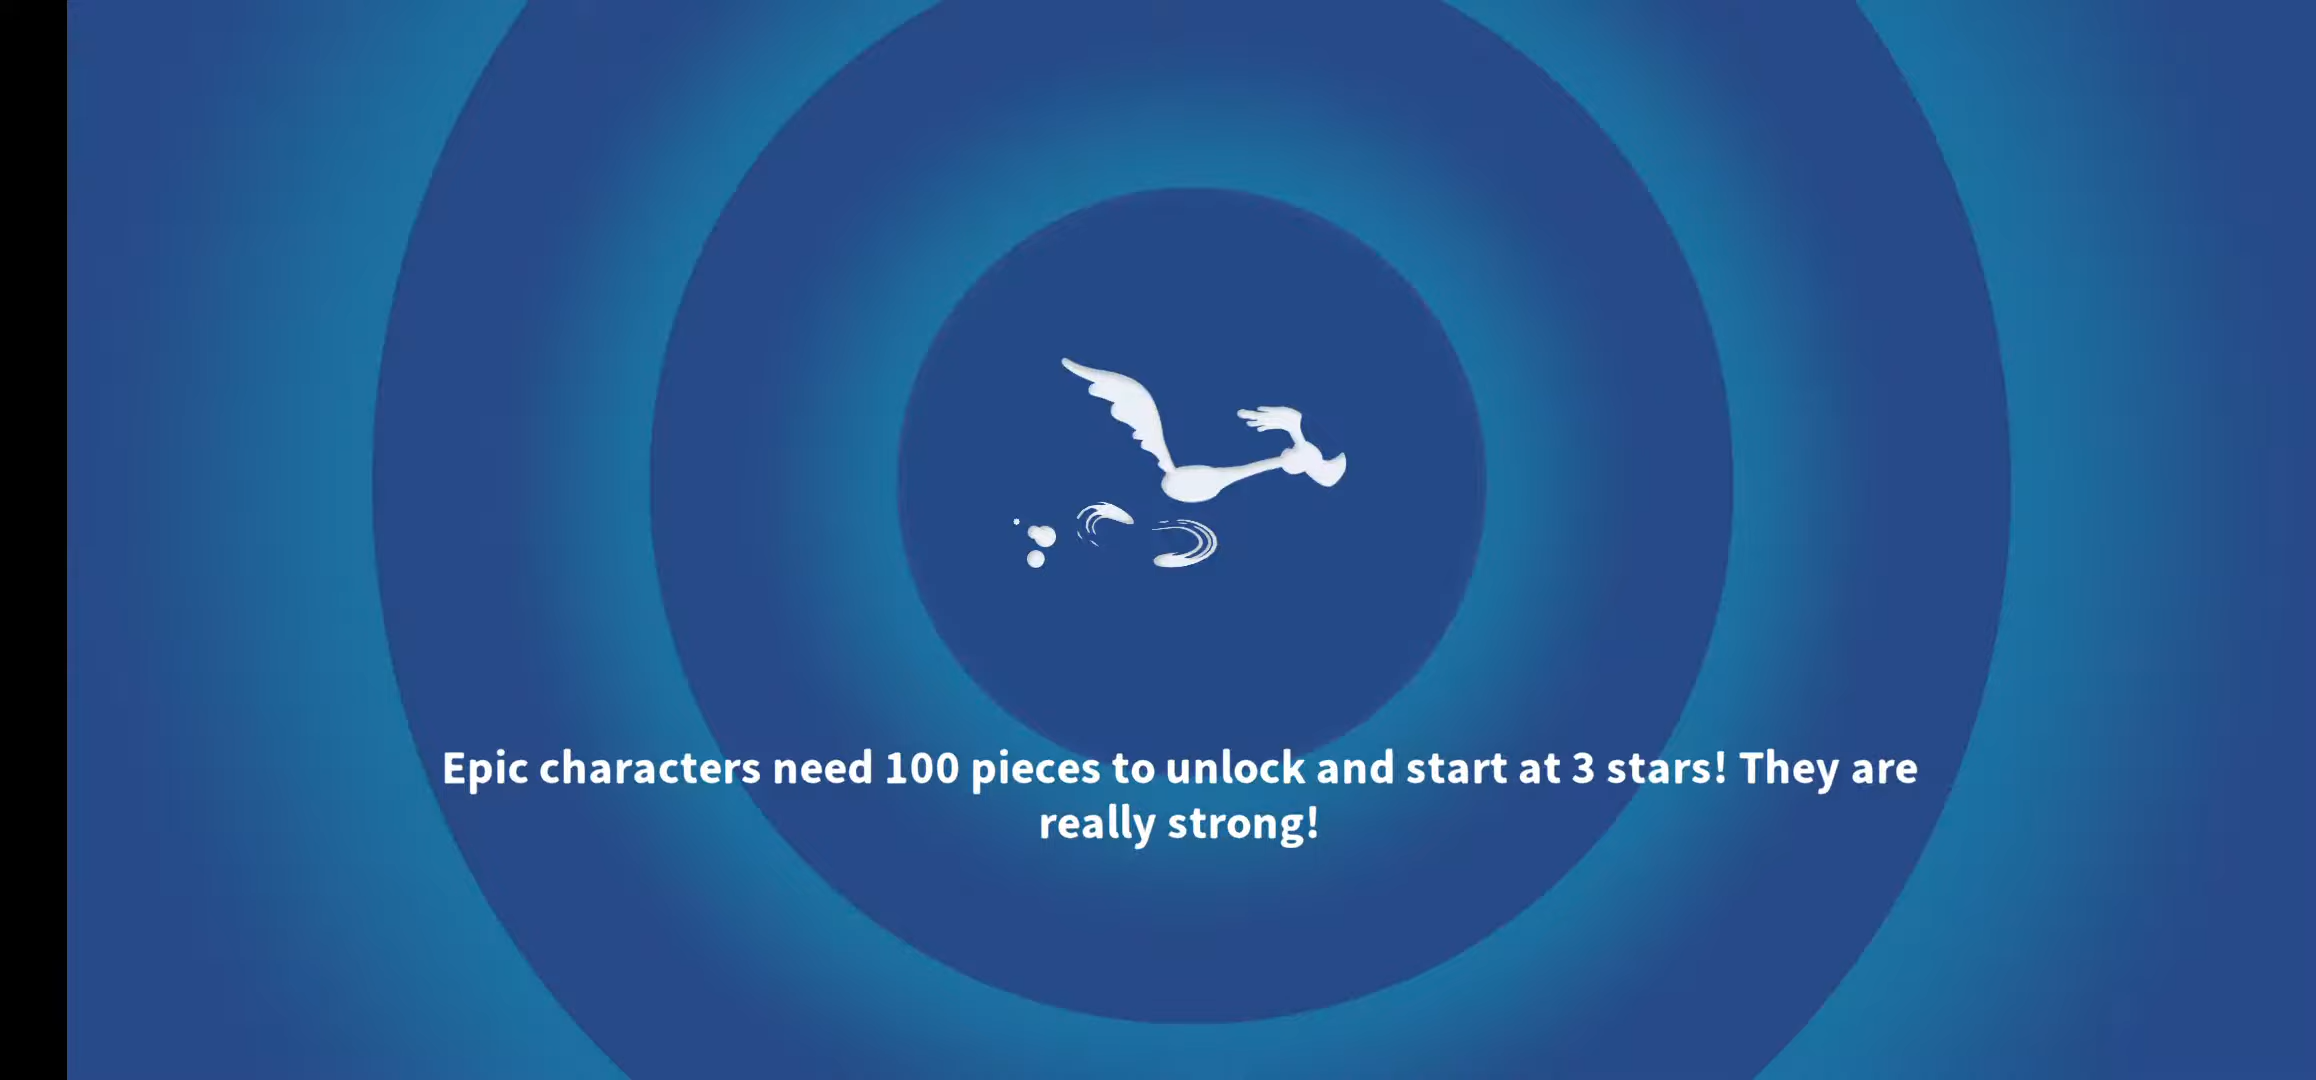 Epic characters need 100 pieces to unlock and start at 3 stars! They are
really strong!